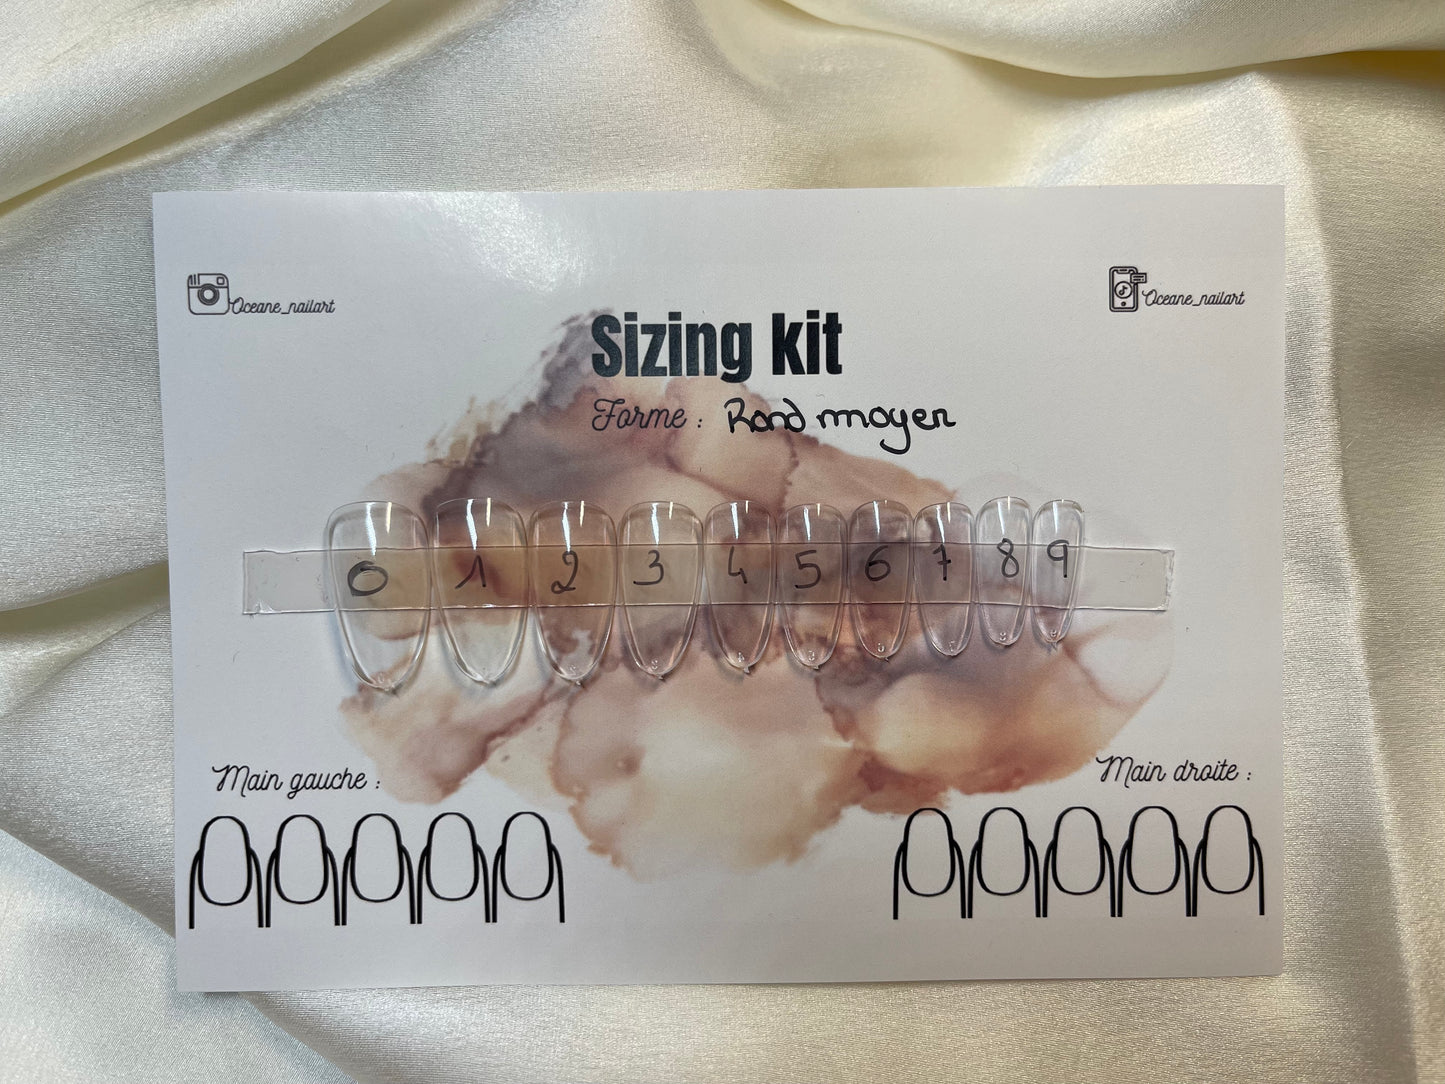 Oceane_nailart
Oceane_nailart
Sizing kit
Forme : Rond moyen
0 1 2 3 4 5 6 7 8 9
Main gauche :
Main droite :